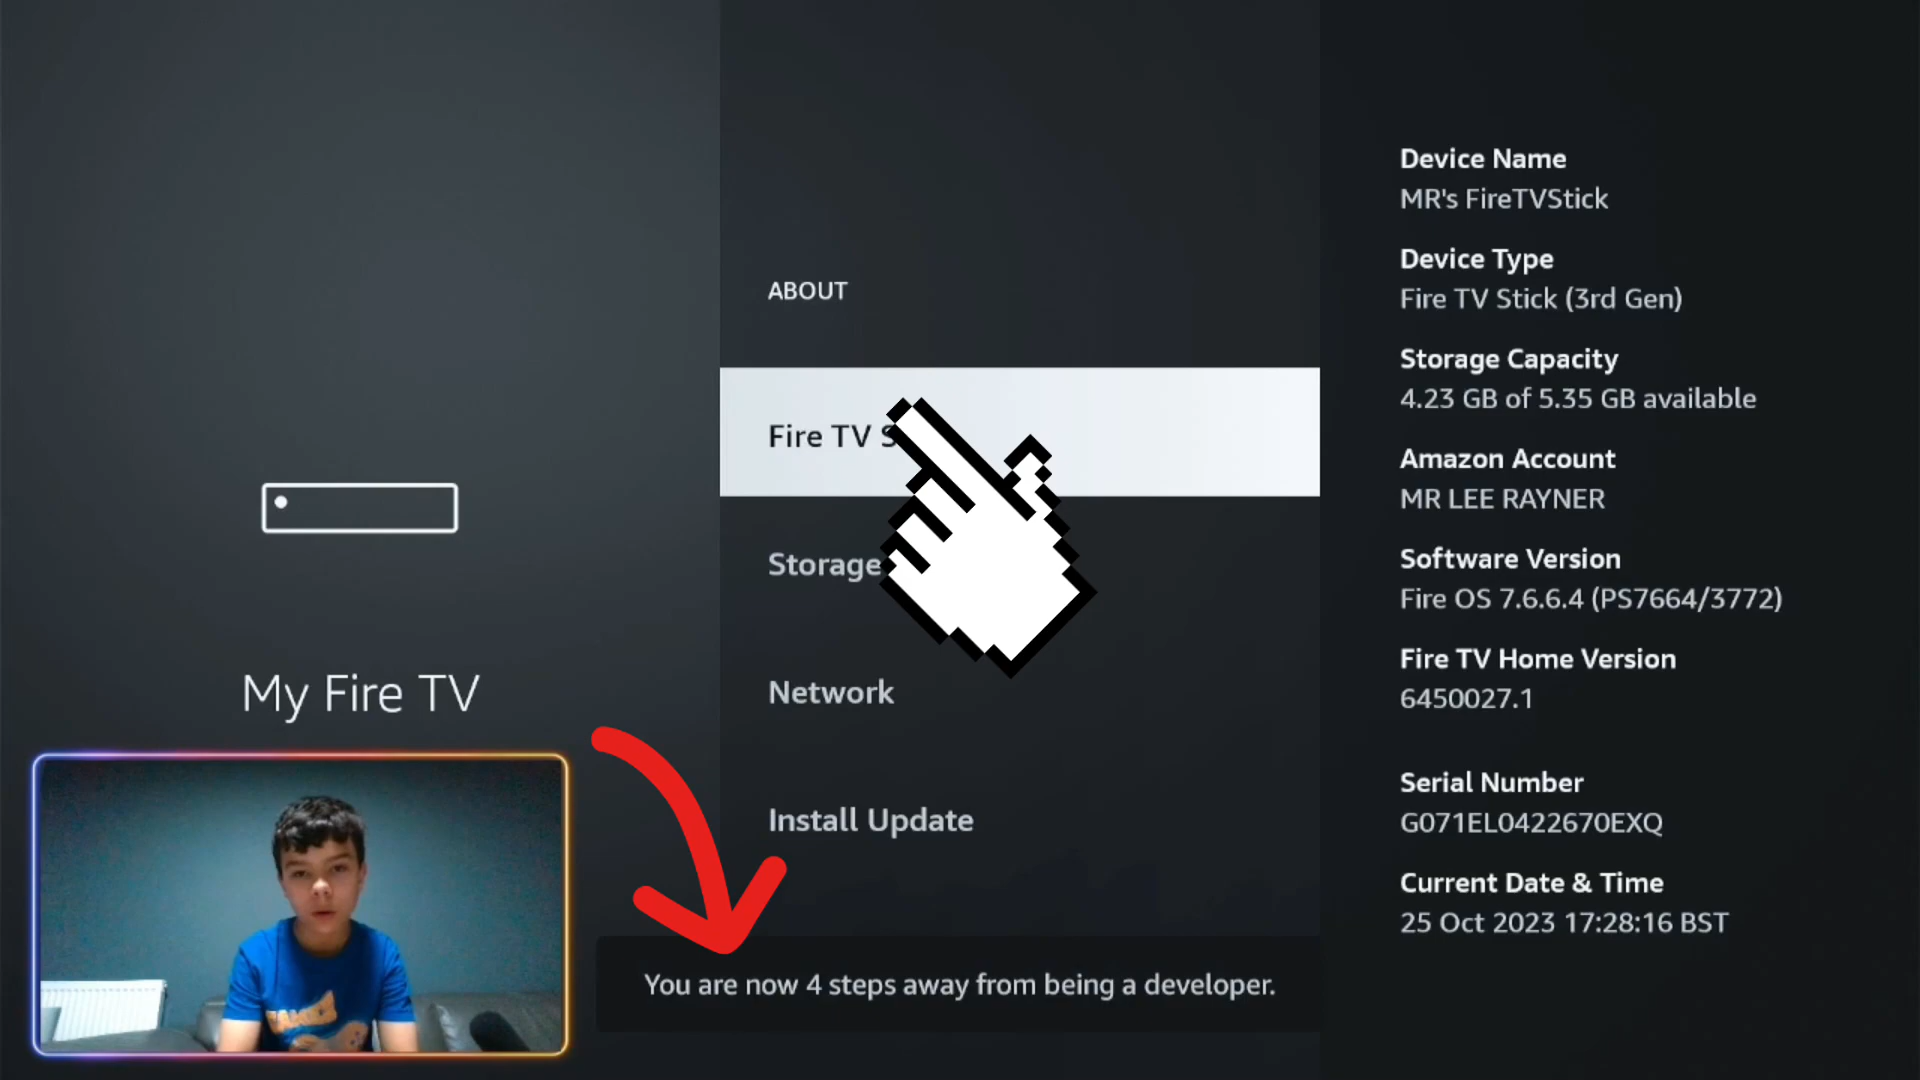 ABOUT
Fire TV
Storage
Network
Install Update
My Fire TV
You are now 4 steps away from being a developer.
Device Name
MR's FireTVStick
Device Type
Fire TV Stick (3rd Gen)
Storage Capacity
4.23 GB of 5.35 GB available
Amazon Account
MR LEE RAYNER
Software Version
Fire OS 7.6.6.4 (PS7664/3772)
Fire TV Home Version
6450027.1
Serial Number
G071EL0422670EXQ
Current Date & Time
25 Oct 2023 17:28:16 BST